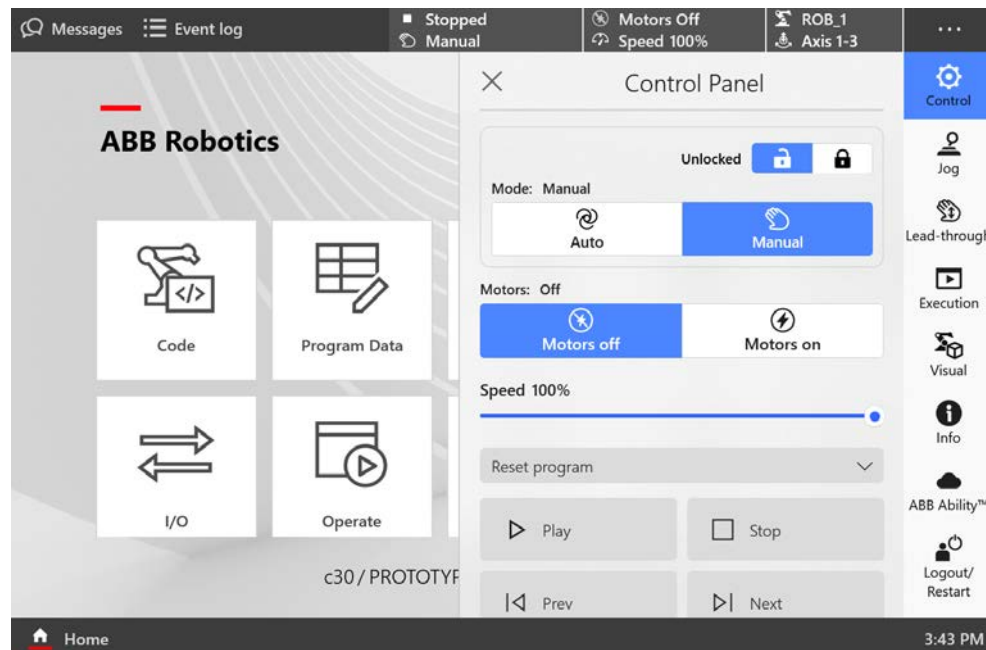 Messages
Event log
Stopped
Manual
Motors Off
Speed 100%
ROB_1
Axis 1-3
...
ABB Robotics
Code
Program Data
I/O
Operate
c30 / PROTOTYP
Control Panel
Unlocked
Mode: Manual
Auto
Manual
Motors: Off
Motors off
Motors on
Speed 100%
Reset program
Play
Stop
Prev
Next
Control
Jog
Lead-through
Execution
Visual
Info
ABB Ability™
Logout/
Restart
Home
3:43 PM